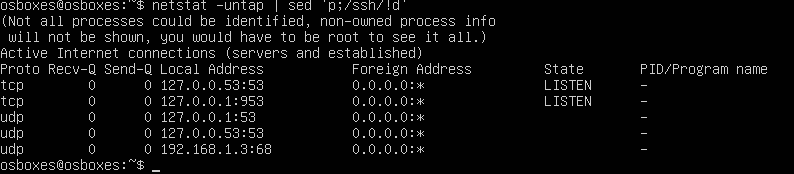 osboxes@osboxes:~$ netstat -untap | sed 'p;/ssh/!d'
(Not all processes could be identified, non-owned process info
 will not be shown, you would have to be root to see it all.)
Active Internet connections (servers and established)
Proto Recv-Q Send-Q Local Address           Foreign Address         State       PID/Program name
tcp        0      0 127.0.0.53:53           0.0.0.0:*               LISTEN      -
tcp        0      0 127.0.0.1:953           0.0.0.0:*               LISTEN      -
udp        0      0 127.0.0.1:53            0.0.0.0:*                           -
udp        0      0 127.0.0.53:53           0.0.0.0:*                           -
udp        0      0 192.168.1.3:68          0.0.0.0:*                           -
osboxes@osboxes:~$ _